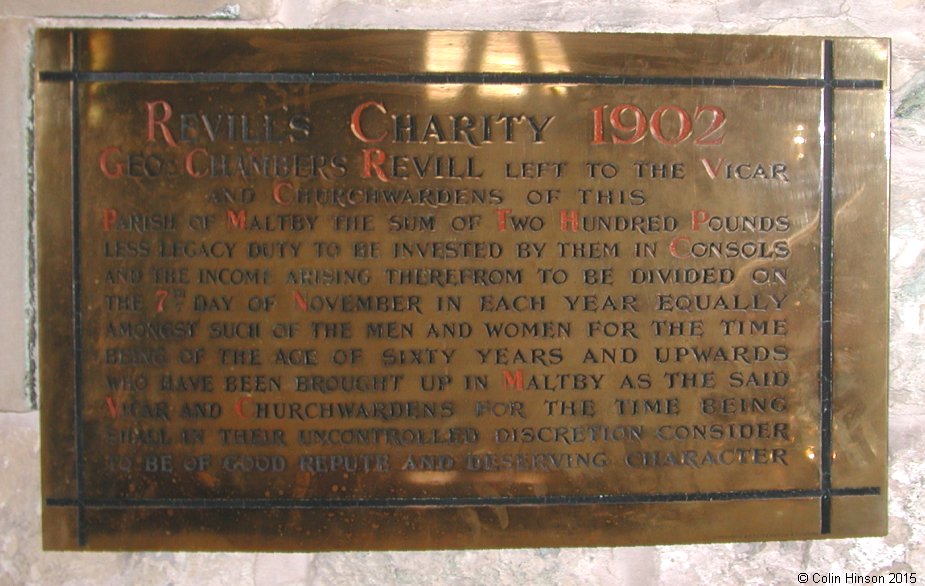 REVILL'S CHARITY 1902
GEO: CHAMBERS REVILL LEFT TO THE VICAR
AND CHURCHWARDENS OF THIS
PARISH OF MALTBY THE SUM OF TWO HUNDRED POUNDS
LESS LEGACY DUTY TO BE INVESTED BY THEM IN CONSOLS
AND THE INCOME ARISING THEREFROM TO BE DIVIDED ON
THE 7TH DAY OF NOVEMBER IN EACH YEAR EQUALLY
AMONGST SUCH OF THE MEN AND WOMEN FOR THE TIME
BEING OF THE AGE OF SIXTY YEARS AND UPWARDS
WHO HAVE BEEN BROUGHT UP IN MALTBY AS THE SAID
VICAR AND CHURCHWARDENS FOR THE TIME BEING
SHALL IN THEIR UNCONTROLLED DISCRETION CONSIDER
TO BE OF GOOD REPUTE AND DESERVING CHARACTER
© Colin Hinson 2015